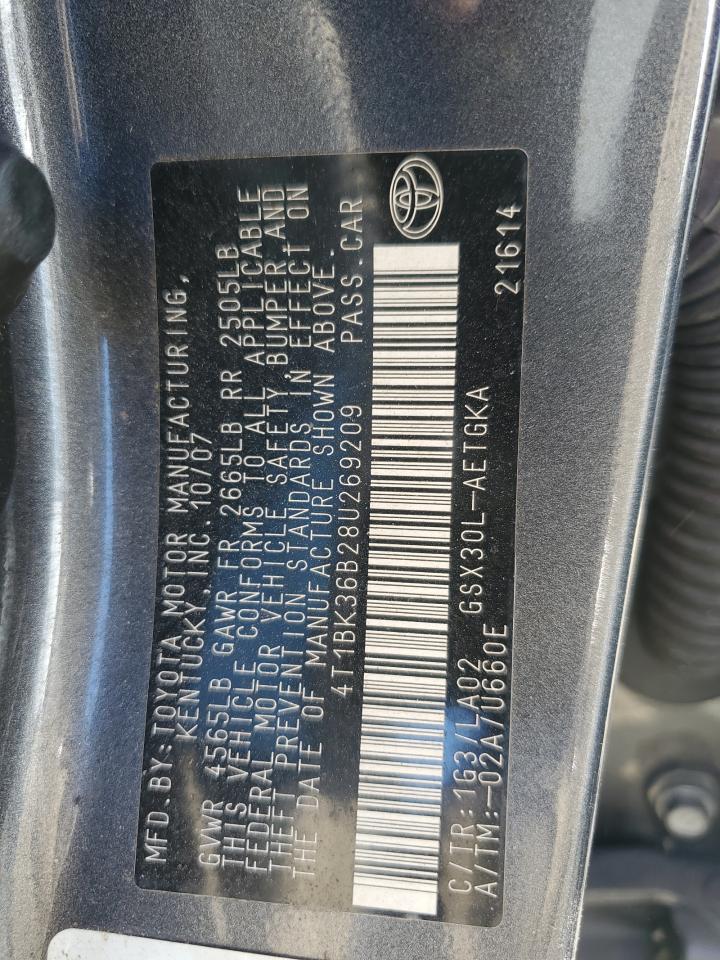 MFD.BY:TOYOTA MOTOR MANUFACTURING,
KENTUCKY, INC. 10/07
GVWR 4565LB GAWR FR 2665LB RR 2505LB
THIS VEHICLE CONFORMS TO ALL APPLICABLE
FEDERAL MOTOR VEHICLE SAFETY, BUMPER,AND
THEFT PREVENTION STANDARDS IN EFFECT ON
THE DATE OF MANUFACTURE SHOWN ABOVE.
4T1BK36B28U269209 PASS.CAR
C/TR:1G3/LA02 GSX30L-AETGKA
A/TM:-02A/U660E 21614